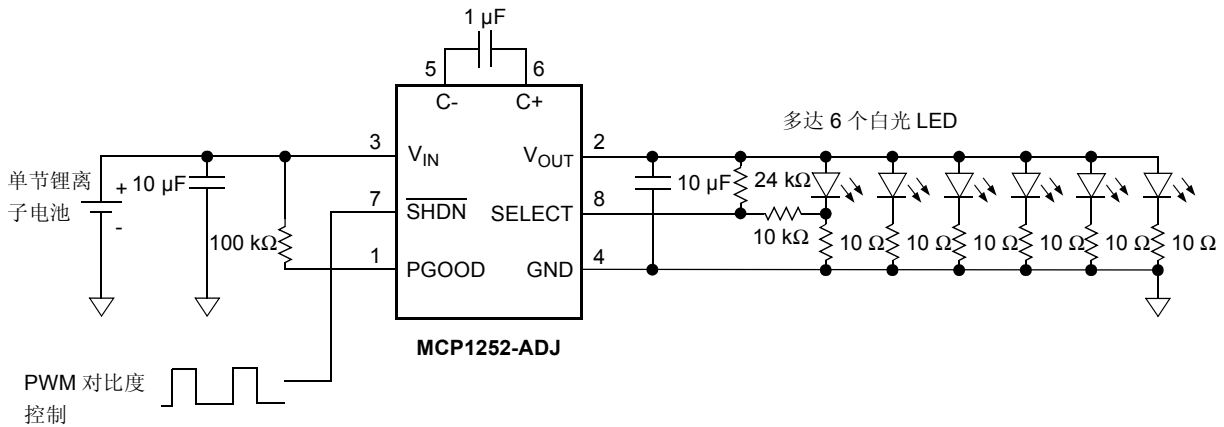 1 µF
5
6
C-
C+
多达 6 个白光 LED
3
2
VIN
VOUT
单节锂离
子电池
+
-
10 µF
10 µF
24 kΩ
7
8
SHDN
SELECT
100 kΩ
10 kΩ
10 Ω
10 Ω
10 Ω
10 Ω
10 Ω
10 Ω
1
4
PGOOD
GND
MCP1252-ADJ
PWM 对比度
控制